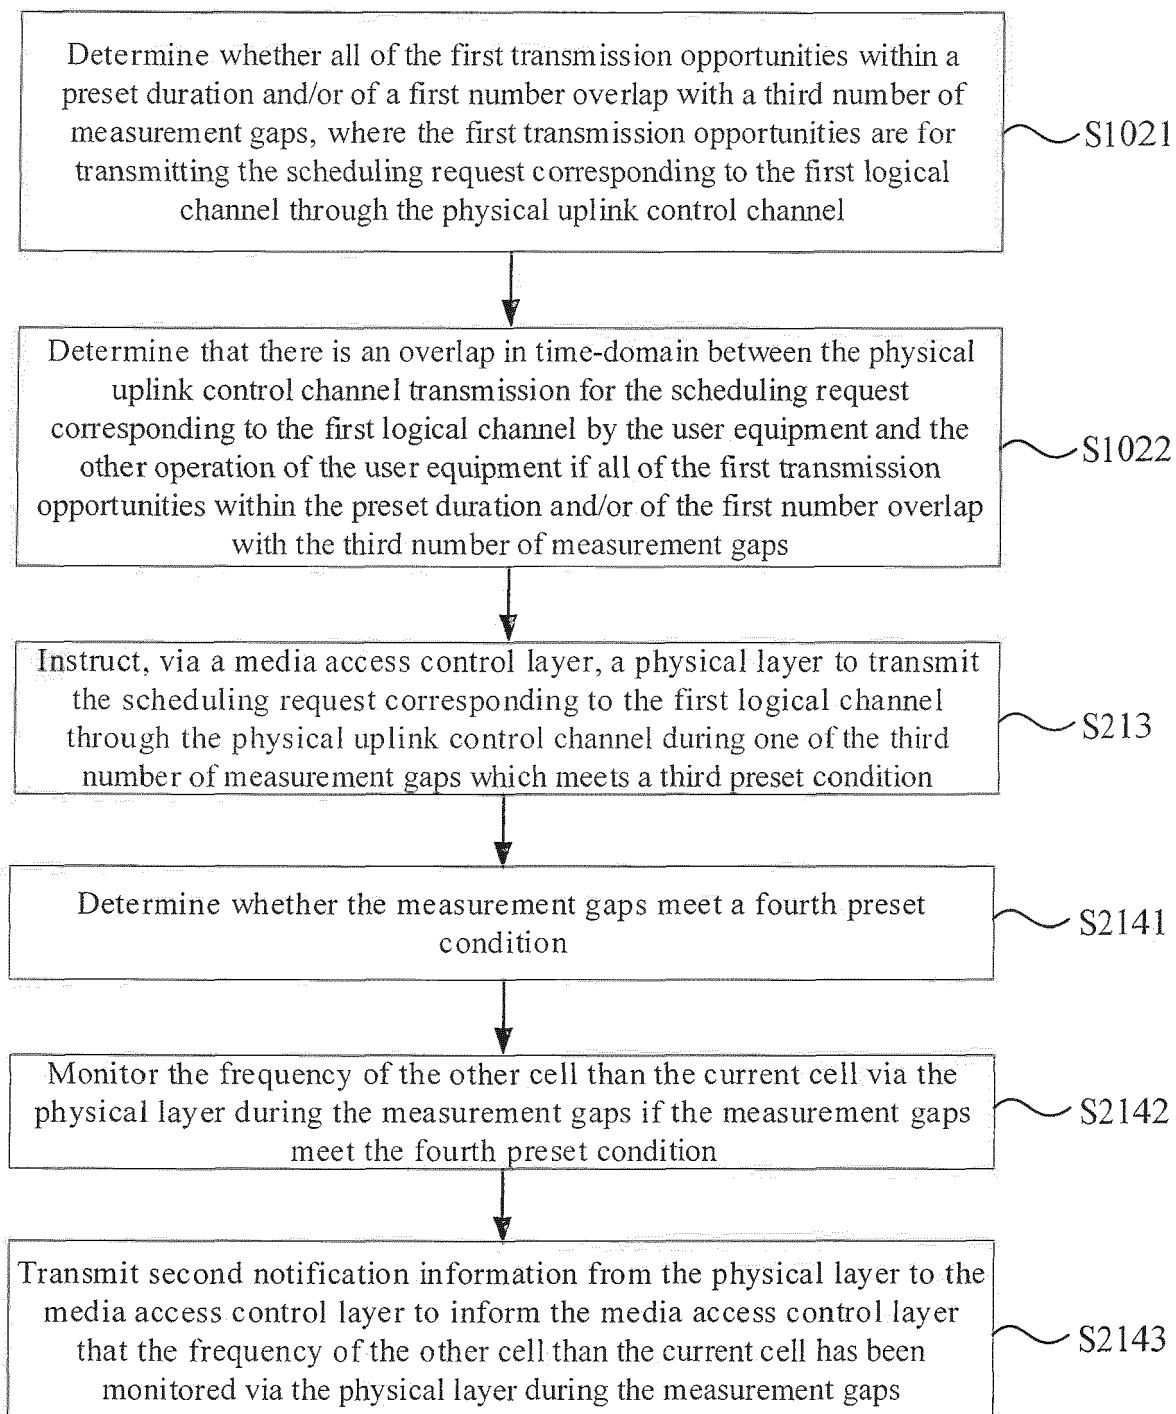 Determine whether all of the first transmission opportunities within a
preset duration and/or of a first number overlap with a third number of
measurement gaps, where the first transmission opportunities are for
transmitting the scheduling request corresponding to the first logical
channel through the physical uplink control channel
S1021
Determine that there is an overlap in time-domain between the physical
uplink control channel transmission for the scheduling request
corresponding to the first logical channel by the user equipment and the
other operation of the user equipment if all of the first transmission
opportunities within the preset duration and/or of the first number overlap
with the third number of measurement gaps
S1022
Instruct, via a media access control layer, a physical layer to transmit
the scheduling request corresponding to the first logical channel
through the physical uplink control channel during one of the third
number of measurement gaps which meets a third preset condition
S213
Determine whether the measurement gaps meet a fourth preset
condition
S2141
Monitor the frequency of the other cell than the current cell via the
physical layer during the measurement gaps if the measurement gaps
meet the fourth preset condition
S2142
Transmit second notification information from the physical layer to the
media access control layer to inform the media access control layer
that the frequency of the other cell than the current cell has been
monitored via the physical layer during the measurement gaps
S2143